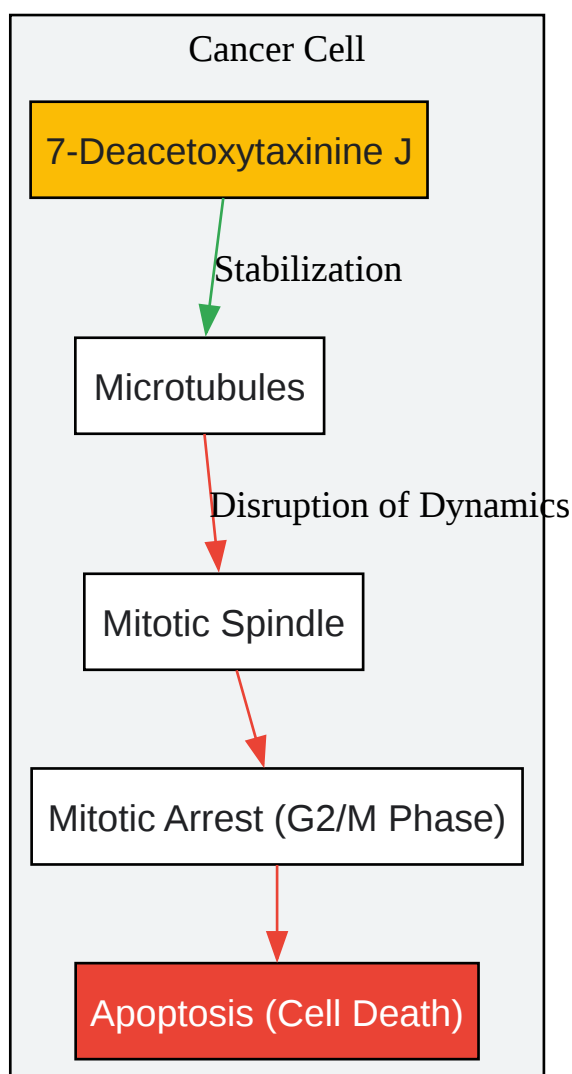 Cancer Cell
7-Deacetoxytaxinine J
Stabilization
Microtubules
Disruption of Dynamics
Mitotic Spindle
Mitotic Arrest (G2/M Phase)
Apoptosis (Cell Death)